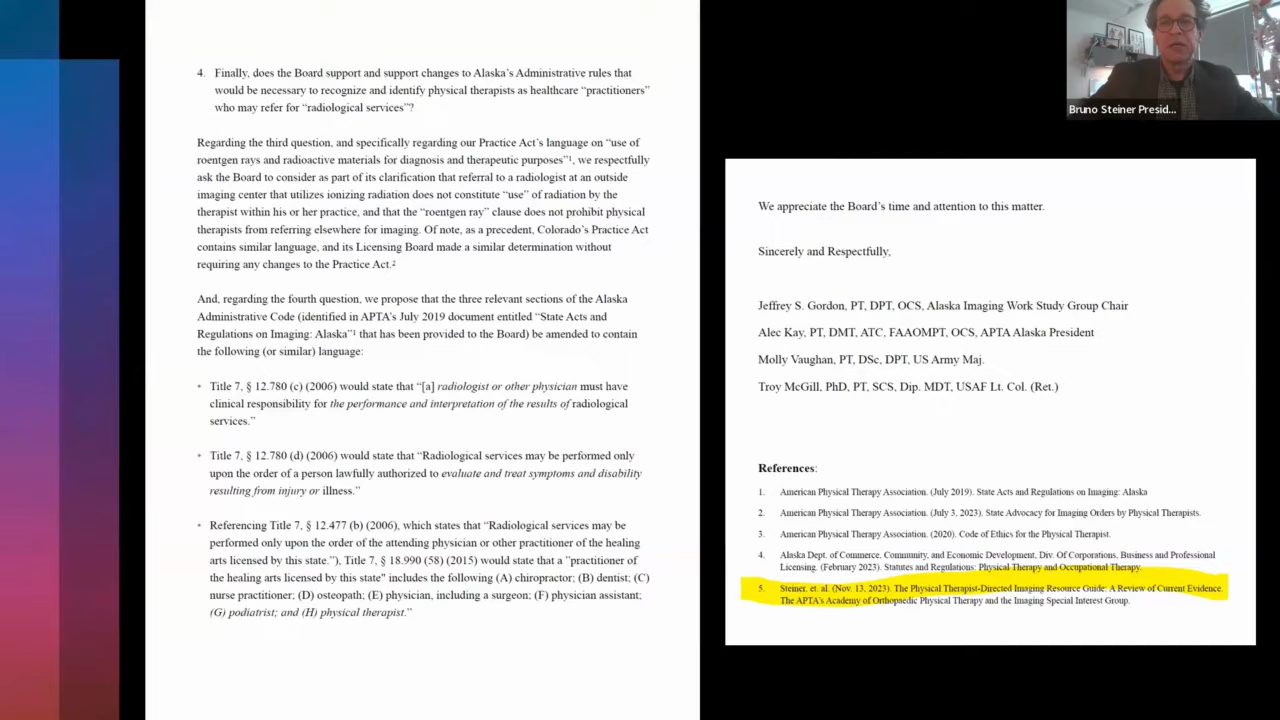 4. Finally, does the Board support and support changes to Alaska's Administrative rules that
would be necessary to recognize and identify physical therapists as healthcare “practitioners”
who may refer for “radiological services”?
Regarding the third question, and specifically regarding our Practice Act's language on “use of
roentgen rays and radioactive materials for diagnosis and therapeutic purposes”¹, we respectfully
ask the Board to consider as part of its clarification that referral to a radiologist at an outside
imaging center that utilizes ionizing radiation does not constitute “use” of radiation by the
therapist within his or her practice, and that the “roentgen ray” clause does not prohibit physical
therapists from referring elsewhere for imaging. Of note, as a precedent, Colorado's Practice Act
contains similar language, and its Licensing Board made a similar determination without
requiring any changes to the Practice Act.²
And, regarding the fourth question, we propose that the three relevant sections of the Alaska
Administrative Code (identified in APTA's July 2019 document entitled “State Acts and
Regulations on Imaging: Alaska”¹ that has been provided to the Board) be amended to contain
the following (or similar) language:
• Title 7, § 12.780 (c) (2006) would state that “[a] radiologist or other physician must have
clinical responsibility for the performance and interpretation of the results of radiological
services.”
• Title 7, § 12.780 (d) (2006) would state that “Radiological services may be performed only
upon the order of a person lawfully authorized to evaluate and treat symptoms and disability
resulting from injury or illness.”
• Referencing Title 7, § 12.477 (b) (2006), which states that “Radiological services may be
performed only upon the order of the attending physician or other practitioner of the healing
arts licensed by this state.”), Title 7, § 18.990 (58) (2015) would state that a "practitioner of
the healing arts licensed by this state" includes the following (A) chiropractor; (B) dentist; (C)
nurse practitioner; (D) osteopath; (E) physician, including a surgeon; (F) physician assistant;
(G) podiatrist; and (H) physical therapist.”
Bruno Steiner Presid...
We appreciate the Board's time and attention to this matter.
Sincerely and Respectfully,
Jeffrey S. Gordon, PT, DPT, OCS, Alaska Imaging Work Study Group Chair
Alec Kay, PT, DMT, ATC, FAAOMPT, OCS, APTA Alaska President
Molly Vaughan, PT, DSc, DPT, US Army Maj.
Troy McGill, PhD, PT, SCS, Dip. MDT, USAF Lt. Col. (Ret.)
References:
1. American Physical Therapy Association. (July 2019). State Acts and Regulations on Imaging: Alaska
2. American Physical Therapy Association. (July 3, 2023). State Advocacy for Imaging Orders by Physical Therapists.
3. American Physical Therapy Association. (2020). Code of Ethics for the Physical Therapist.
4. Alaska Dept. of Commerce, Community, and Economic Development, Div. Of Corporations, Business and Professional
Licensing. (February 2023). Statutes and Regulations: Physical Therapy and Occupational Therapy.
5. Steiner, et. al. (Nov. 13, 2023). The Physical Therapist-Directed Imaging Resource Guide: A Review of Current Evidence.
The APTA's Academy of Orthopaedic Physical Therapy and the Imaging Special Interest Group.